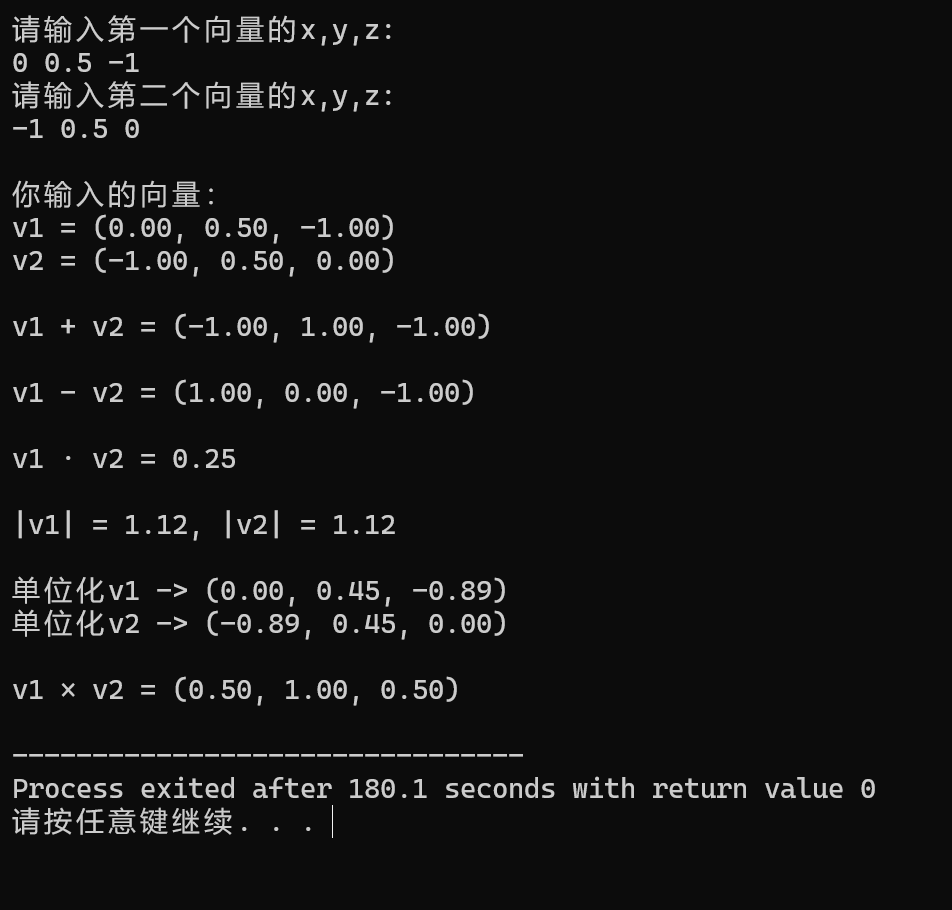 请输入第一个向量的x,y,z:
0 0.5 -1
请输入第二个向量的x,y,z:
-1 0.5 0
你输入的向量:
v1 = (0.00, 0.50, -1.00)
v2 = (-1.00, 0.50, 0.00)
v1 + v2 = (-1.00, 1.00, -1.00)
v1 - v2 = (1.00, 0.00, -1.00)
v1 · v2 = 0.25
|v1| = 1.12, |v2| = 1.12
单位化v1 -> (0.00, 0.45, -0.89)
单位化v2 -> (-0.89, 0.45, 0.00)
v1 × v2 = (0.50, 1.00, 0.50)
--------------------------------
Process exited after 180.1 seconds with return value 0
请按任意键继续. . .